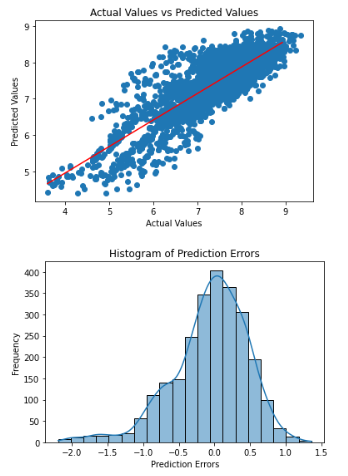 Actual Values vs Predicted Values
9
8
7
6
5
Predicted Values
4 5 6 7 8 9
Actual Values
Histogram of Prediction Errors
400
350
300
250
200
150
100
50
0
Frequency
−2.0 −1.5 −1.0 −0.5 0.0 0.5 1.0 1.5
Prediction Errors